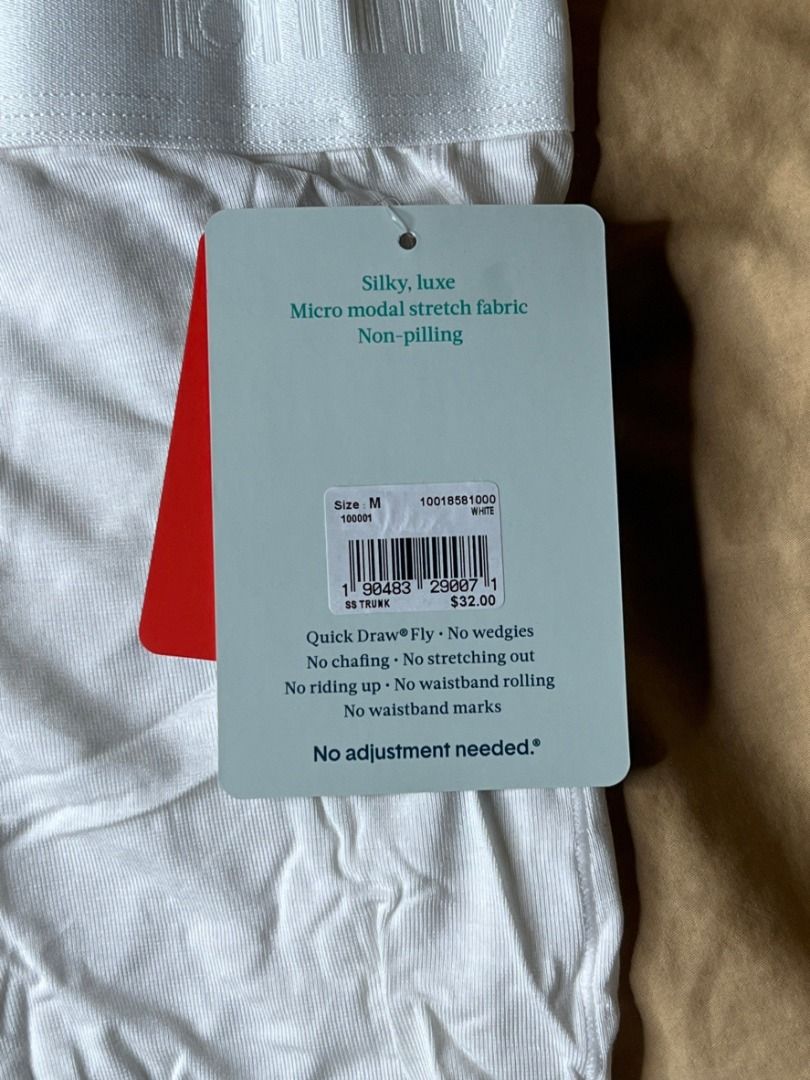 Silky, luxe
Micro modal stretch fabric
Non-pilling
Size : M 10018581000
100001 WHITE
1 90483 29007 1
SS TRUNK $32.00
Quick Draw® Fly · No wedgies
No chafing · No stretching out
No riding up · No waistband rolling
No waistband marks
No adjustment needed.®